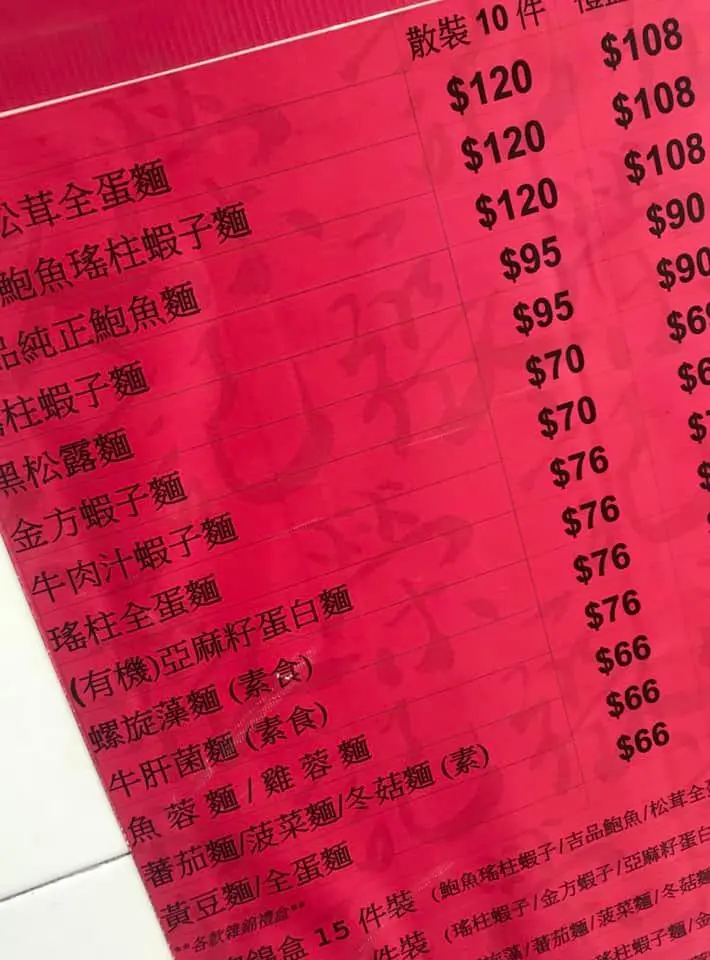 散裝 10 件
松茸全蛋麵 $120 $108
鮑魚瑤柱蝦子麵 $120 $108
品純正鮑魚麵 $120 $108
柱蝦子麵 $95 $90
黑松露麵 $95 $90
金方蝦子麵 $70
牛肉汁蝦子麵 $70
瑤柱全蛋麵 $76
(有機)亞麻籽蛋白麵 $76
螺旋藻麵 (素食) $76
牛肝菌麵 (素食) $76
魚 蓉 麵 / 雞 蓉 麵 $66
蕃茄麵/菠菜麵/冬菇麵 (素) $66
黃豆麵/全蛋麵 $66
**各款雜錦禮盒**
錦盒 15 件裝 (鮑魚瑤柱蝦子/吉品鮑魚/松茸全蛋
件裝 (瑤柱蝦子/金方蝦子/亞麻籽蛋白
旋藻/蕃茄麵/菠菜麵/冬菇麵
瑤柱蝦子麵/金